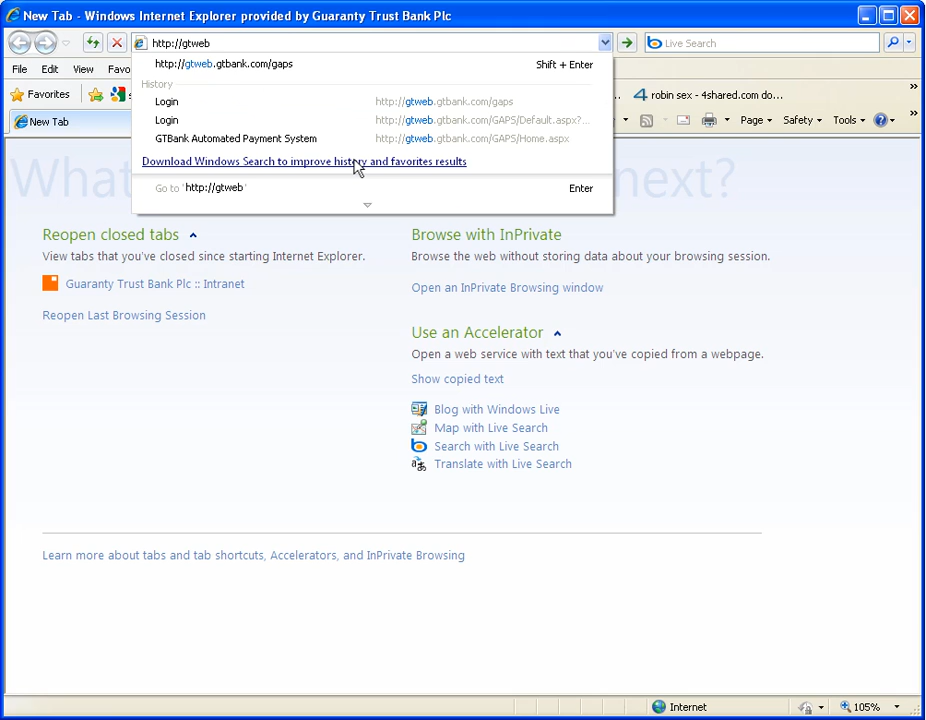 New Tab - Windows Internet Explorer provided by Guaranty Trust Bank Plc
http://gtweb
Live Search
File Edit View Favo
http://gtweb.gtbank.com/gaps Shift + Enter
History
Favorites
robin sex - 4shared.com do...
Login http://gtweb.gtbank.com/gaps
New Tab
Login http://gtweb.gtbank.com/GAPS/Default.aspx?...
Page Safety Tools
GTBank Automated Payment System http://gtweb.gtbank.com/GAPS/Home.aspx
Download Windows Search to improve history and favorites results
What next?
Go to 'http://gtweb' Enter
Reopen closed tabs
View tabs that you've closed since starting Internet Explorer.
Guaranty Trust Bank Plc :: Intranet
Reopen Last Browsing Session
Browse with InPrivate
Browse the web without storing data about your browsing session.
Open an InPrivate Browsing window
Use an Accelerator
Open a web service with text that you've copied from a webpage.
Show copied text
Blog with Windows Live
Map with Live Search
Search with Live Search
Translate with Live Search
Learn more about tabs and tab shortcuts, Accelerators, and InPrivate Browsing
Internet
105%